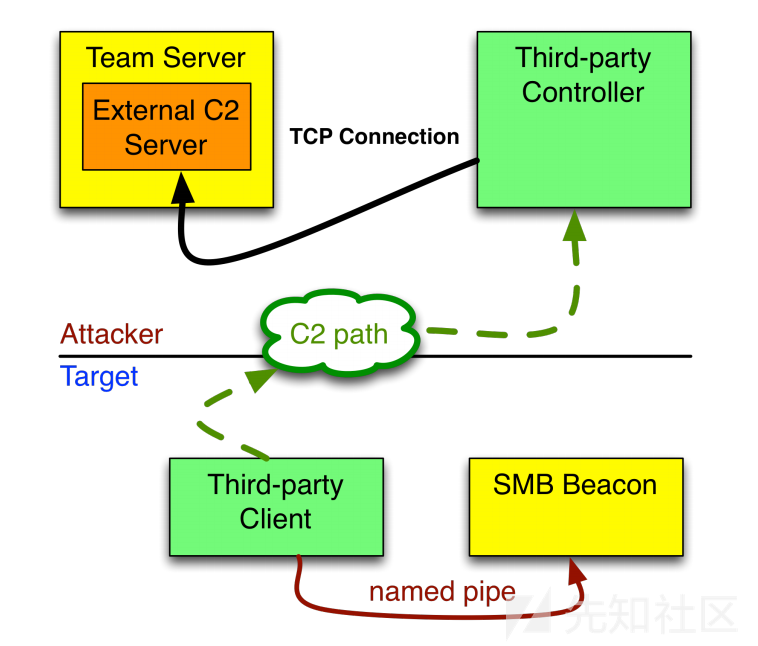 Team Server
External C2
Server
Third-party
Controller
TCP Connection
C2 path
Attacker
Target
Third-party
Client
SMB Beacon
named pipe
先知社区